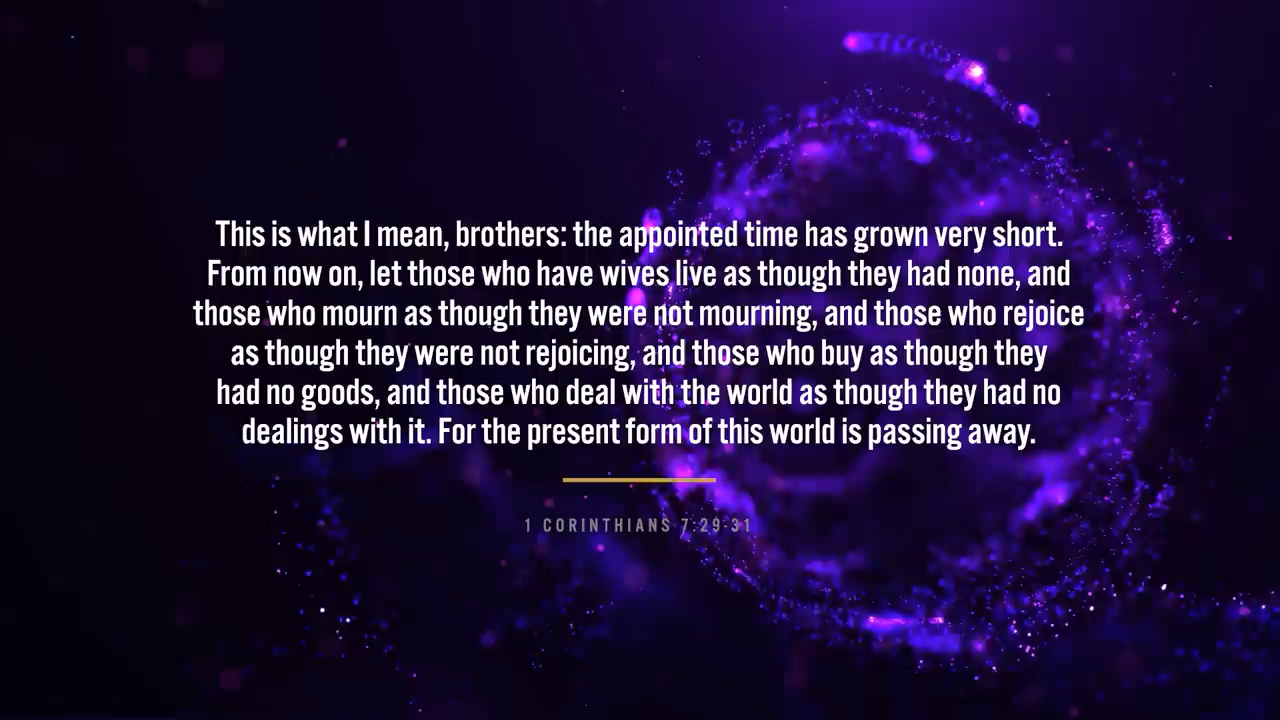 This is what I mean, brothers: the appointed time has grown very short.
From now on, let those who have wives live as though they had none, and
those who mourn as though they were not mourning, and those who rejoice
as though they were not rejoicing, and those who buy as though they
had no goods, and those who deal with the world as though they had no
dealings with it. For the present form of this world is passing away.
1 CORINTHIANS 7:29-31